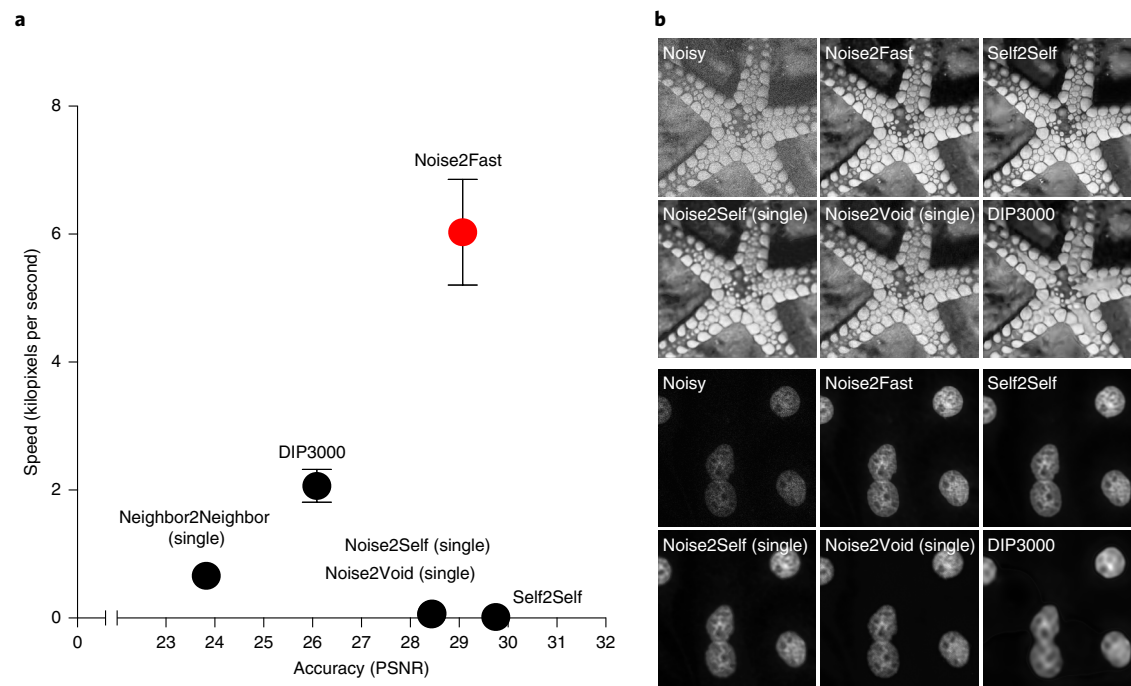 a
8
6
4
2
0
Speed (kilopixels per second)
Noise2Fast
DIP3000
Neighbor2Neighbor
(single)
Noise2Self (single)
Noise2Void (single)
Self2Self
0 23 24 25 26 27 28 29 30 31 32
Accuracy (PSNR)
b
Noisy Noise2Fast Self2Self
Noise2Self (single) Noise2Void (single) DIP3000
Noisy Noise2Fast Self2Self
Noise2Self (single) Noise2Void (single) DIP3000